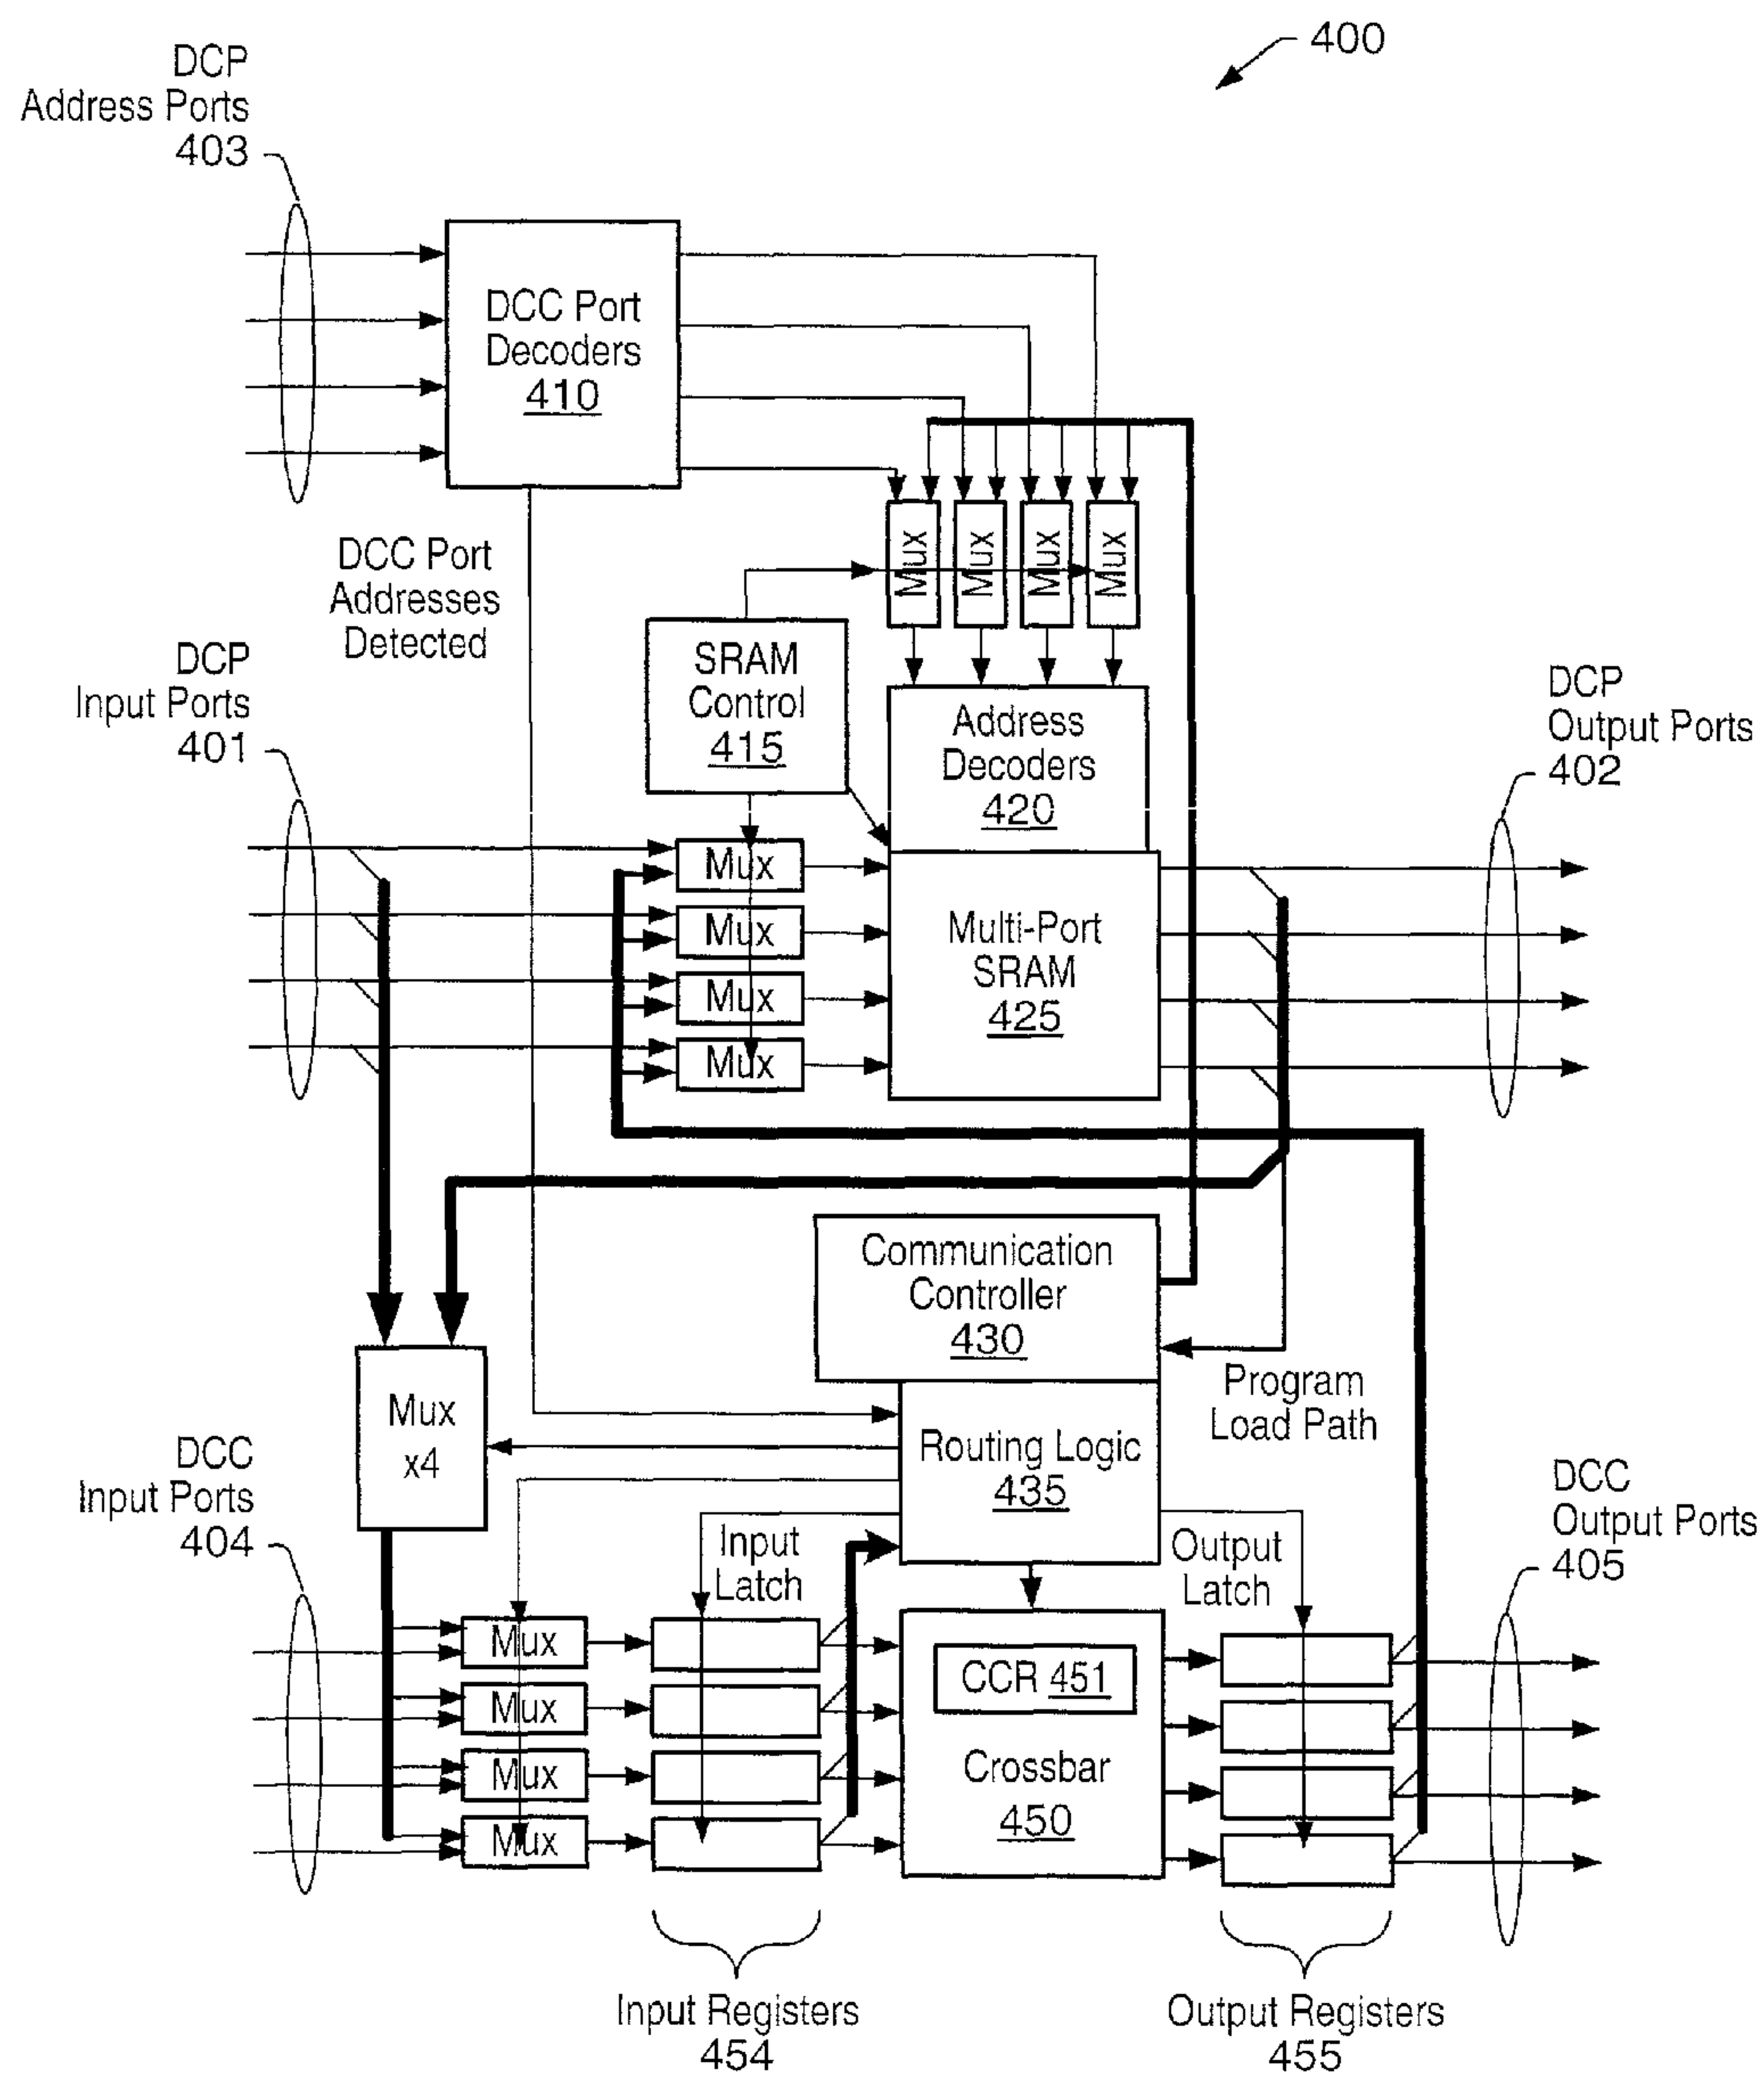 400
DCP
Address Ports
403
DCC Port
Decoders
410
DCC Port
Addresses
Detected
Mux
Mux
Mux
Mux
SRAM
Control
415
Address
Decoders
420
DCP
Input Ports
401
DCP
Output Ports
402
Mux
Mux
Mux
Mux
Multi-Port
SRAM
425
Communication
Controller
430
Program
Load Path
Mux
x4
Routing Logic
435
DCC
Input Ports
404
Input
Latch
Output
Latch
DCC
Output Ports
405
Mux
Mux
Mux
Mux
CCR 451
Crossbar
450
Input Registers
454
Output Registers
455